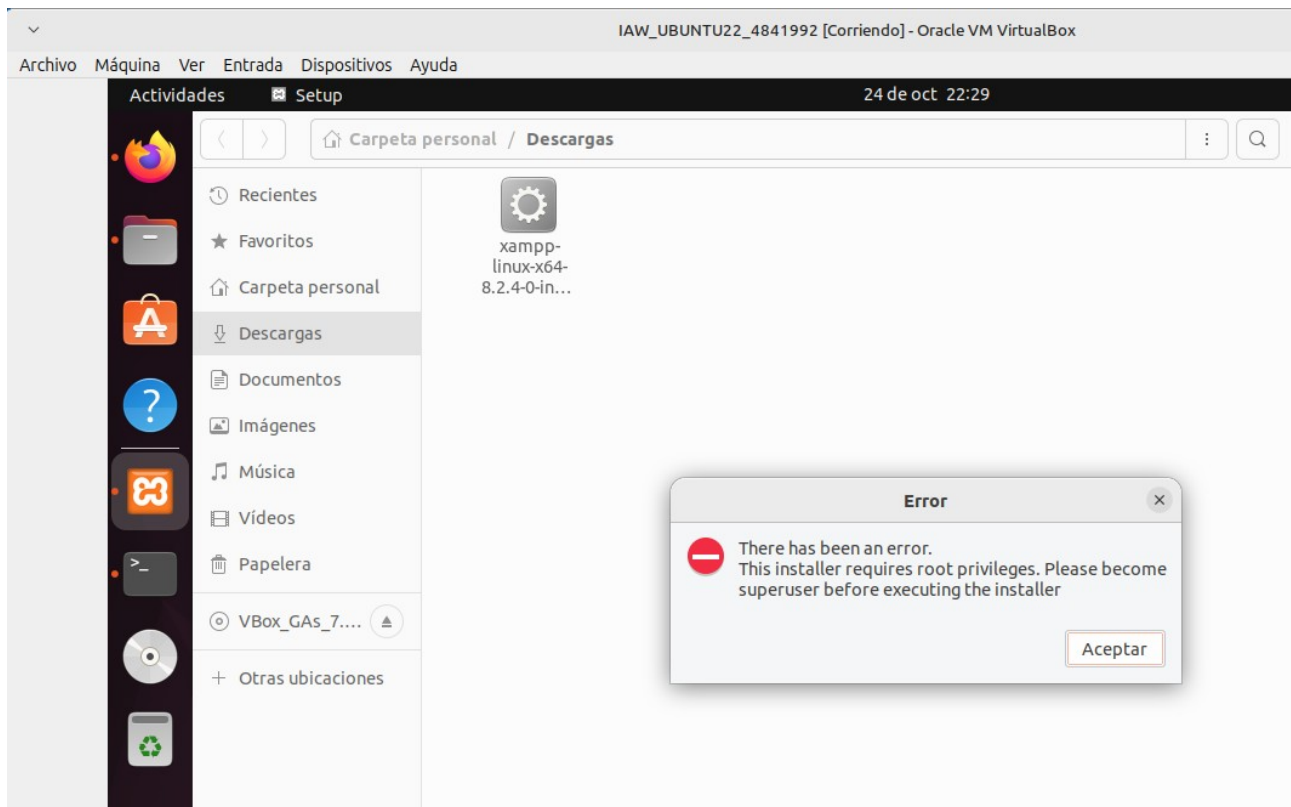 IAW_UBUNTU22_4841992 [Corriendo] - Oracle VM VirtualBox
Archivo Máquina Ver Entrada Dispositivos Ayuda
Actividades Setup 24 de oct 22:29
Carpeta personal / Descargas
Recientes
Favoritos
Carpeta personal
Descargas
Documentos
Imágenes
Música
Vídeos
Papelera
VBox_GAs_7....
+ Otras ubicaciones
xampp-
linux-x64-
8.2.4-0-in...
Error
There has been an error.
This installer requires root privileges. Please become
superuser before executing the installer
Aceptar